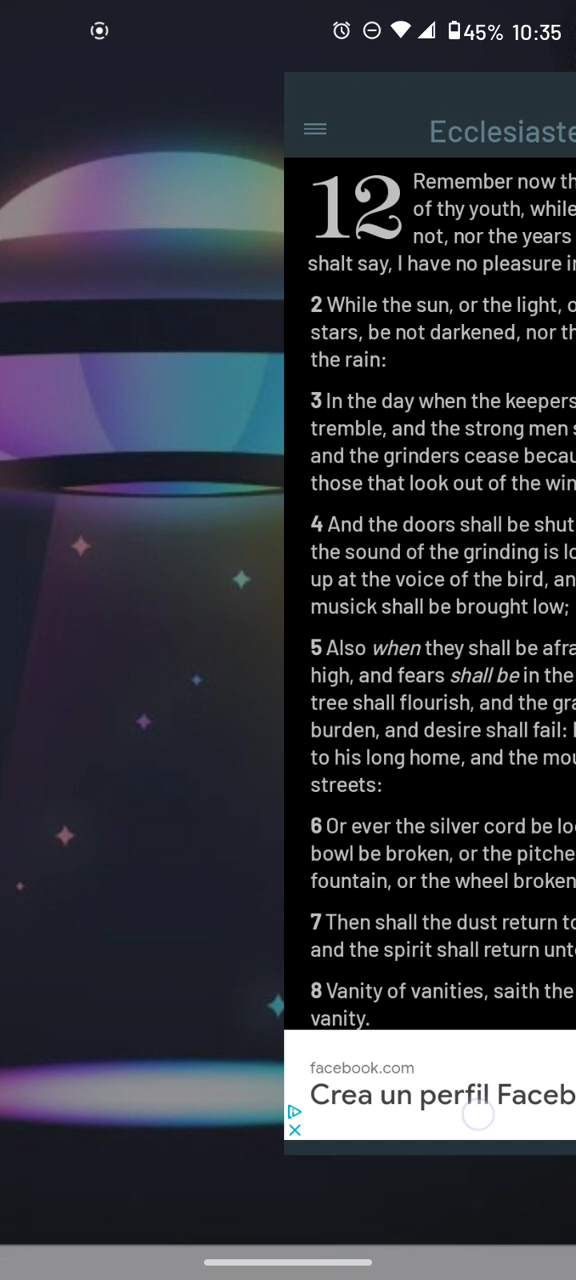 45% 10:35
Ecclesiaste
12 Remember now th
of thy youth, while
not, nor the years
shalt say, I have no pleasure i
2 While the sun, or the light, o
stars, be not darkened, nor th
the rain:
3 In the day when the keepers
tremble, and the strong men s
and the grinders cease becau
those that look out of the win
4 And the doors shall be shut
the sound of the grinding is lo
up at the voice of the bird, an
musick shall be brought low;
5 Also when they shall be afra
high, and fears shall be in the
tree shall flourish, and the gra
burden, and desire shall fail:
to his long home, and the mou
streets:
6 Or ever the silver cord be loo
bowl be broken, or the pitche
fountain, or the wheel broken
7 Then shall the dust return to
and the spirit shall return unto
8 Vanity of vanities, saith the
vanity.
facebook.com
Crea un perfil Faceb